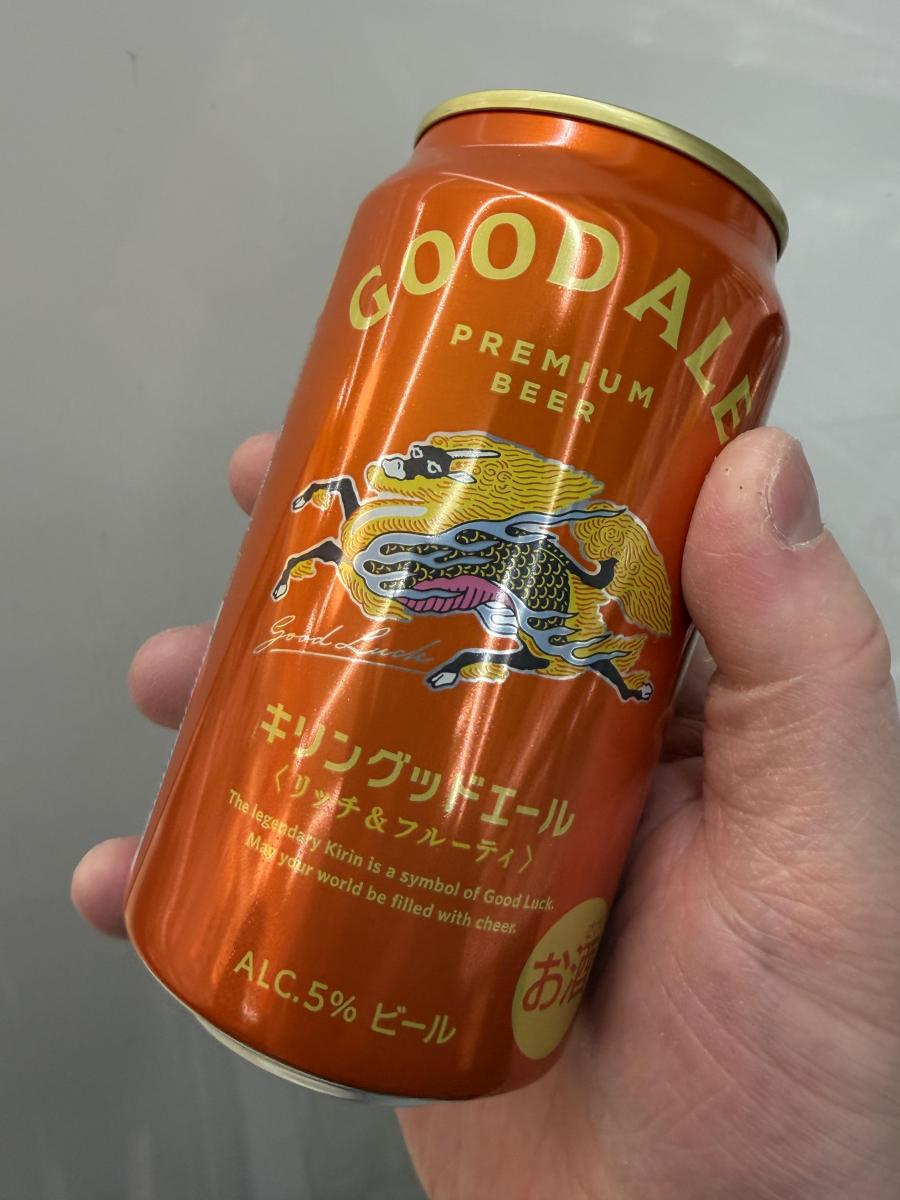 GOOD ALE
PREMIUM
BEER
Good Luck
キリングッドエール
〈リッチ&フルーティ〉
The legendary Kirin is a symbol of Good Luck.
May your world be filled with cheer.
ALC.5% ビール
お酒